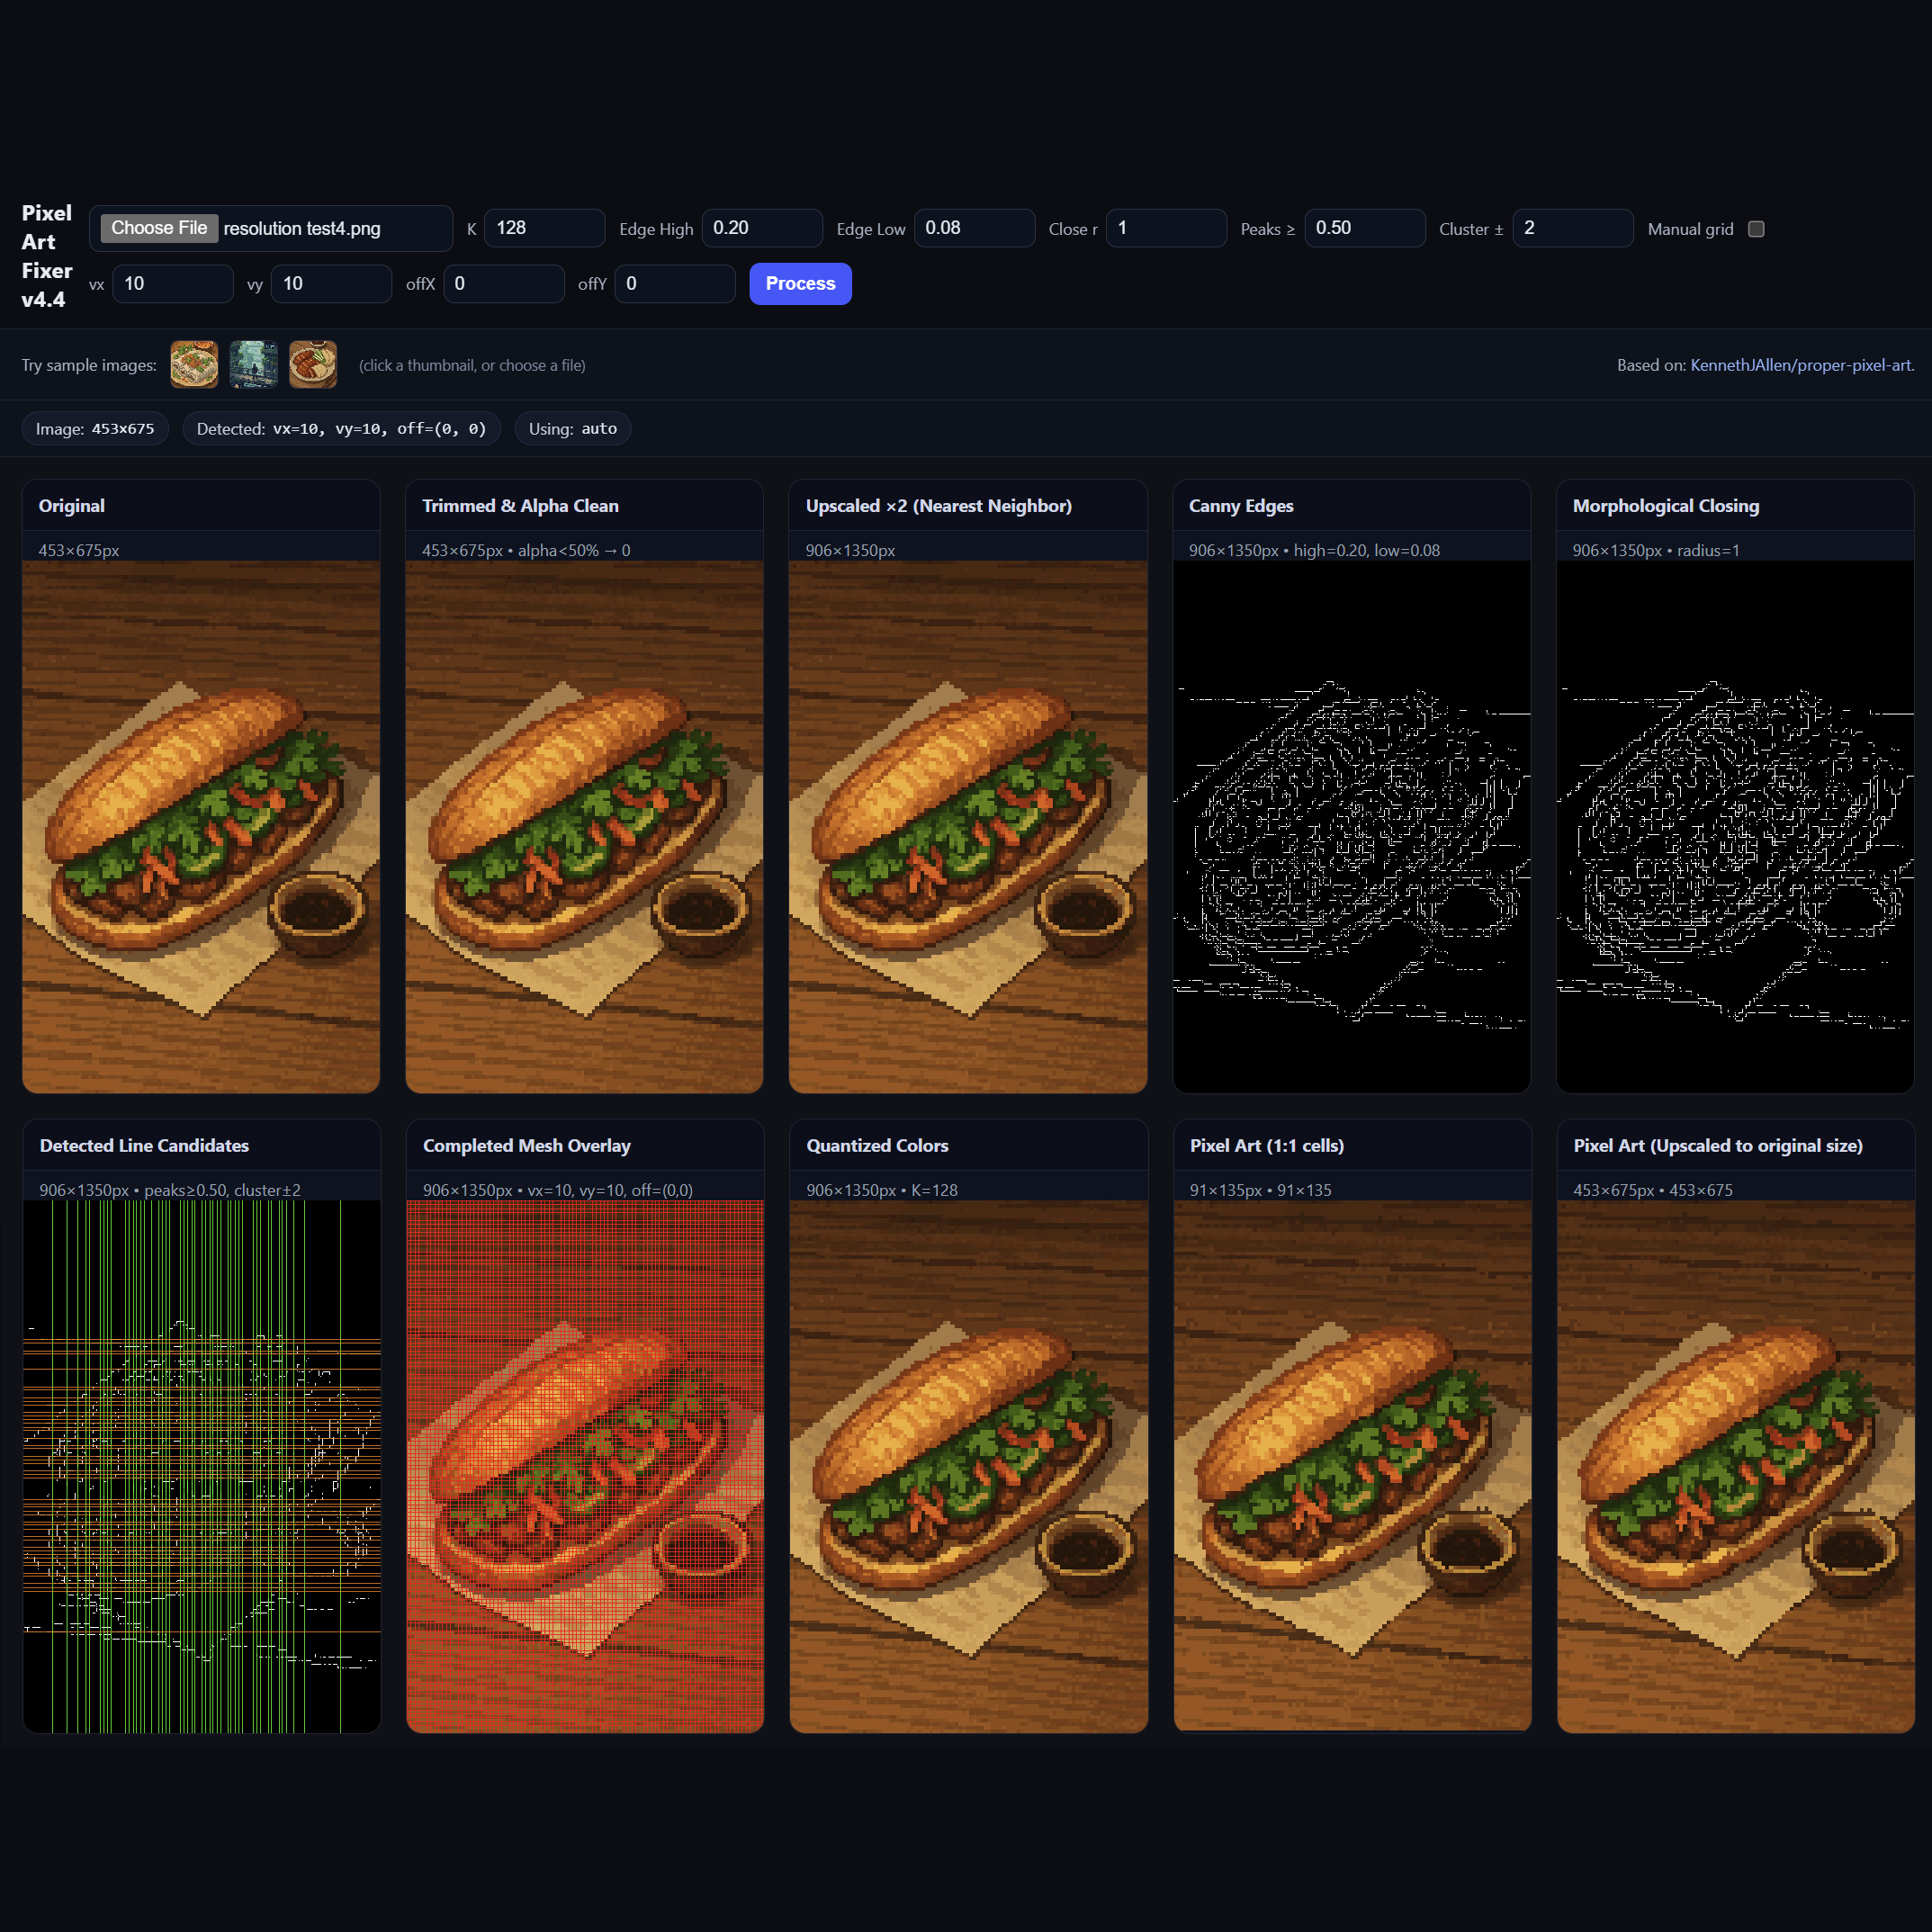 Pixel Art Fixer v4.4
Choose File resolution test4.png K 128 Edge High 0.20 Edge Low 0.08 Close r 1 Peaks ≥ 0.50 Cluster ± 2 Manual grid
vx 10 vy 10 offX 0 offY 0 Process
Try sample images: (click a thumbnail, or choose a file) Based on: KennethJAllen/proper-pixel-art.
Image: 453×675 Detected: vx=10, vy=10, off=(0, 0) Using: auto
Original
453×675px
Trimmed & Alpha Clean
453×675px • alpha<50% → 0
Upscaled ×2 (Nearest Neighbor)
906×1350px
Canny Edges
906×1350px • high=0.20, low=0.08
Morphological Closing
906×1350px • radius=1
Detected Line Candidates
906×1350px • peaks≥0.50, cluster±2
Completed Mesh Overlay
906×1350px • vx=10, vy=10, off=(0,0)
Quantized Colors
906×1350px • K=128
Pixel Art (1:1 cells)
91×135px • 91×135
Pixel Art (Upscaled to original size)
453×675px • 453×675